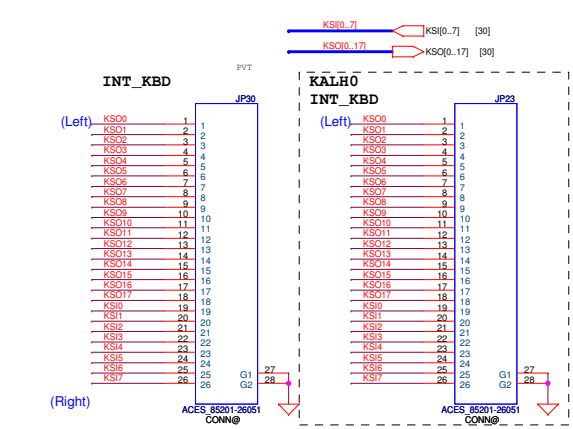 KSI[0..7] KSI[0..7] [30]
KSO[0..17] KSO[0..17] [30]
PVT
INT_KBD
JP30
(Left)
KSO0 1 1
KSO1 2 2
KSO2 3 3
KSO3 4 4
KSO4 5 5
KSO5 6 6
KSO6 7 7
KSO7 8 8
KSO8 9 9
KSO9 10 10
KSO10 11 11
KSO11 12 12
KSO12 13 13
KSO13 14 14
KSO14 15 15
KSO15 16 16
KSO16 17 17
KSO17 18 18
KSI0 19 19
KSI1 20 20
KSI2 21 21
KSI3 22 22
KSI4 23 23
KSI5 24 24
KSI6 25 25 G1 27
KSI7 26 26 G2 28
(Right)
ACES_85201-26051
CONN@
KALH0
INT_KBD
JP23
(Left)
KSO0 1 1
KSO1 2 2
KSO2 3 3
KSO3 4 4
KSO4 5 5
KSO5 6 6
KSO6 7 7
KSO7 8 8
KSO8 9 9
KSO9 10 10
KSO10 11 11
KSO11 12 12
KSO12 13 13
KSO13 14 14
KSO14 15 15
KSO15 16 16
KSO16 17 17
KSO17 18 18
KSI0 19 19
KSI1 20 20
KSI2 21 21
KSI3 22 22
KSI4 23 23
KSI5 24 24
KSI6 25 25 G1 27
KSI7 26 26 G2 28
ACES_85201-26051
CONN@